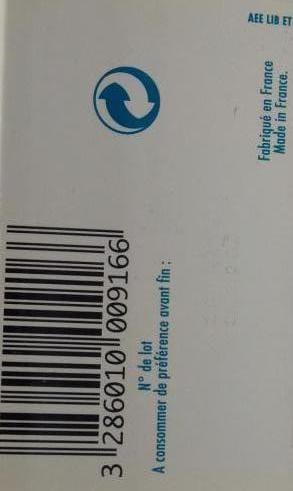 AEE LIB ET
Fabriqué en France
Made in France.
3 286010 009166
N° de lot
A consommer de préférence avant fin :